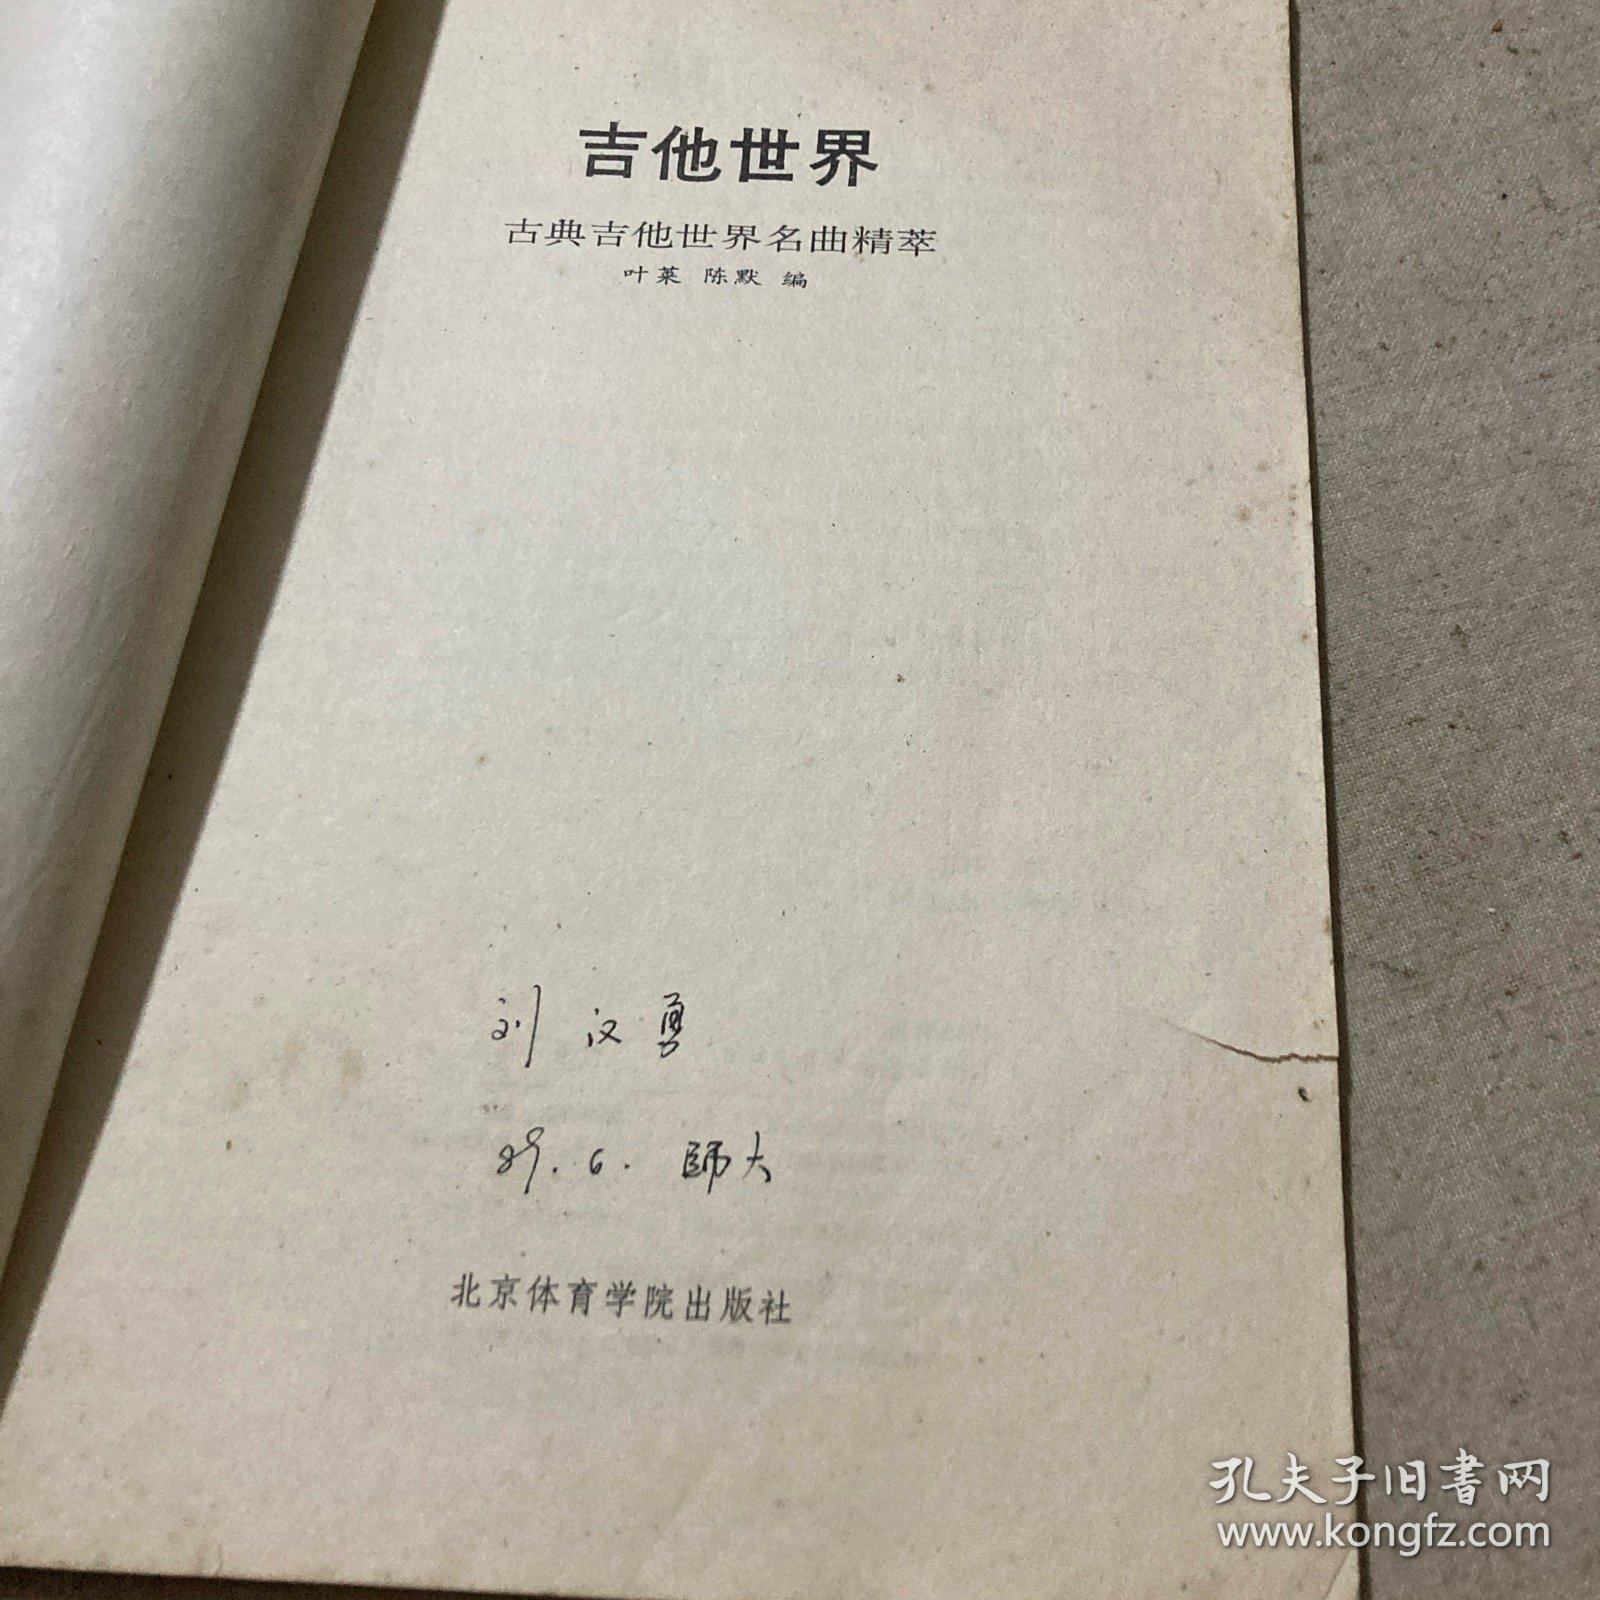 吉他世界
古典吉他世界名曲精萃
叶菜 陈默 编
刘汉勇
89.6. 師大
北京体育学院出版社
孔夫子旧書网
www.kongfz.com